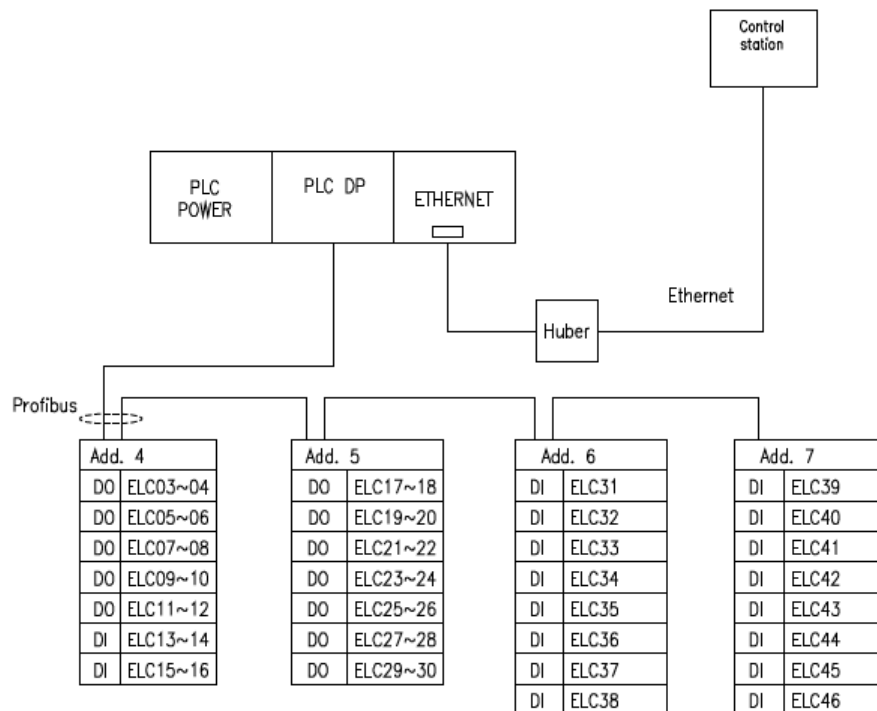 Control
station
PLC
POWER
PLC DP
ETHERNET
Ethernet
Huber
Profibus
Add. 4
DO ELC03~04
DO ELC05~06
DO ELC07~08
DO ELC09~10
DO ELC11~12
DI ELC13~14
DI ELC15~16
Add. 5
DO ELC17~18
DO ELC19~20
DO ELC21~22
DO ELC23~24
DO ELC25~26
DO ELC27~28
DO ELC29~30
Add. 6
DI ELC31
DI ELC32
DI ELC33
DI ELC34
DI ELC35
DI ELC36
DI ELC37
DI ELC38
Add. 7
DI ELC39
DI ELC40
DI ELC41
DI ELC42
DI ELC43
DI ELC44
DI ELC45
DI ELC46